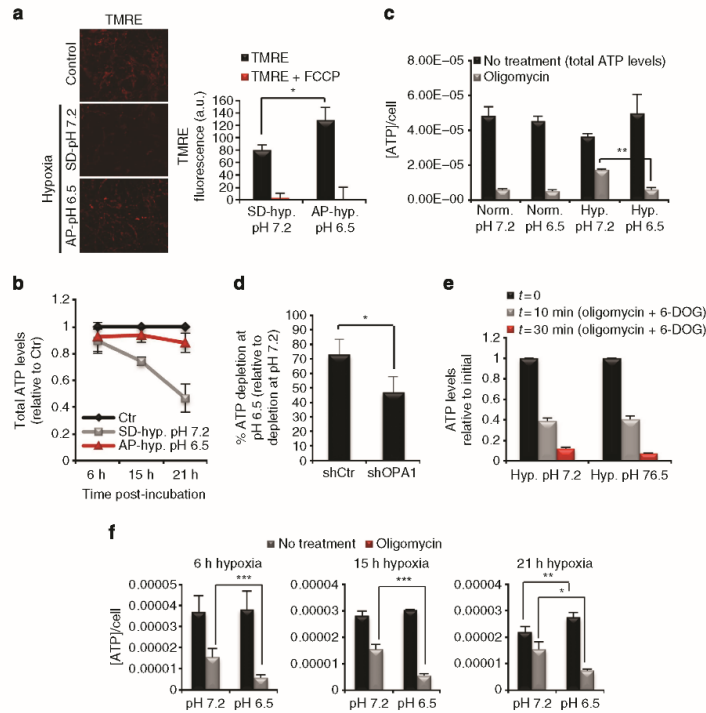 a
TMRE
Control
Hypoxia
SD-pH 7.2
AP-pH 6.5
TMRE
TMRE + FCCP
*
TMRE
fluorescence (a.u.)
160
140
120
100
80
60
40
20
0
SD-hyp. AP-hyp.
pH 7.2 pH 6.5
c
No treatment (total ATP levels)
Oligomycin
[ATP]/cell
8.00E–05
6.00E–05
4.00E–05
2.00E–05
0.00E+00
**
Norm. Norm. Hyp. Hyp.
pH 7.2 pH 6.5 pH 7.2 pH 6.5
b
Total ATP levels
(relative to Ctr)
1.2
1
0.8
0.6
0.4
0.2
0
Ctr
SD-hyp. pH 7.2
AP-hyp. pH 6.5
6 h 15 h 21 h
Time post-incubation
d
% ATP depletion at
pH 6.5 (relative to
depletion at pH 7.2)
100
90
80
70
60
50
40
30
20
10
0
*
shCtr shOPA1
e
t=0
t=10 min (oligomycin + 6-DOG)
t=30 min (oligomycin + 6-DOG)
ATP levels
relative to initial
1.2
1
0.8
0.6
0.4
0.2
0
Hyp. pH 7.2 Hyp. pH 76.5
f
No treatment Oligomycin
[ATP]/cell
6 h hypoxia
0.00005
0.00004
0.00003
0.00002
0.00001
0
***
pH 7.2 pH 6.5
15 h hypoxia
0.00004
0.00003
0.00002
0.00001
0
***
pH 7.2 pH 6.5
21 h hypoxia
0.00004
0.00003
0.00002
0.00001
0
**
*
pH 7.2 pH 6.5